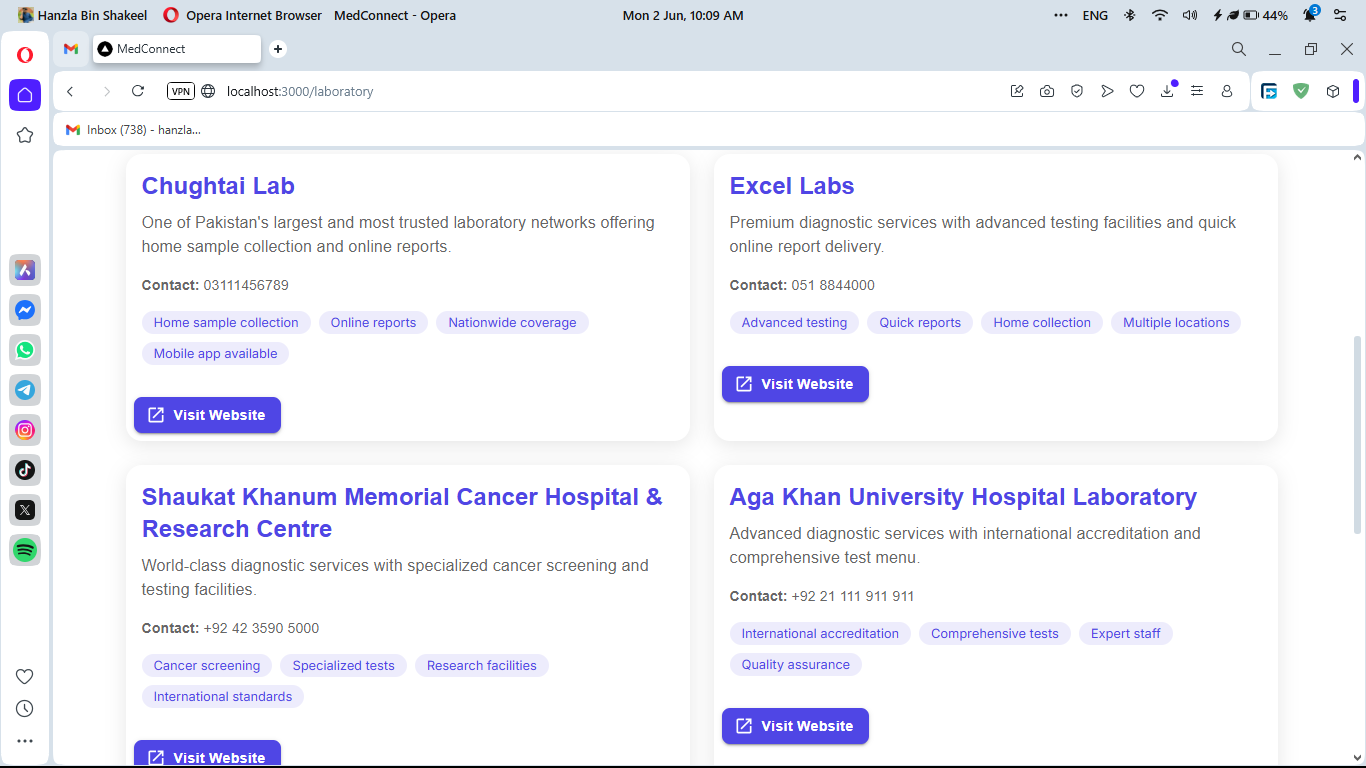 Hanzla Bin Shakeel Opera Internet Browser MedConnect - Opera Mon 2 Jun, 10:09 AM ENG 44% 3
MedConnect
VPN localhost:3000/laboratory
Inbox (738) - hanzla...
Chughtai Lab
One of Pakistan's largest and most trusted laboratory networks offering
home sample collection and online reports.
Contact: 03111456789
Home sample collection Online reports Nationwide coverage
Mobile app available
Visit Website
Excel Labs
Premium diagnostic services with advanced testing facilities and quick
online report delivery.
Contact: 051 8844000
Advanced testing Quick reports Home collection Multiple locations
Visit Website
Shaukat Khanum Memorial Cancer Hospital &
Research Centre
World-class diagnostic services with specialized cancer screening and
testing facilities.
Contact: +92 42 3590 5000
Cancer screening Specialized tests Research facilities
International standards
Visit Website
Aga Khan University Hospital Laboratory
Advanced diagnostic services with international accreditation and
comprehensive test menu.
Contact: +92 21 111 911 911
International accreditation Comprehensive tests Expert staff
Quality assurance
Visit Website